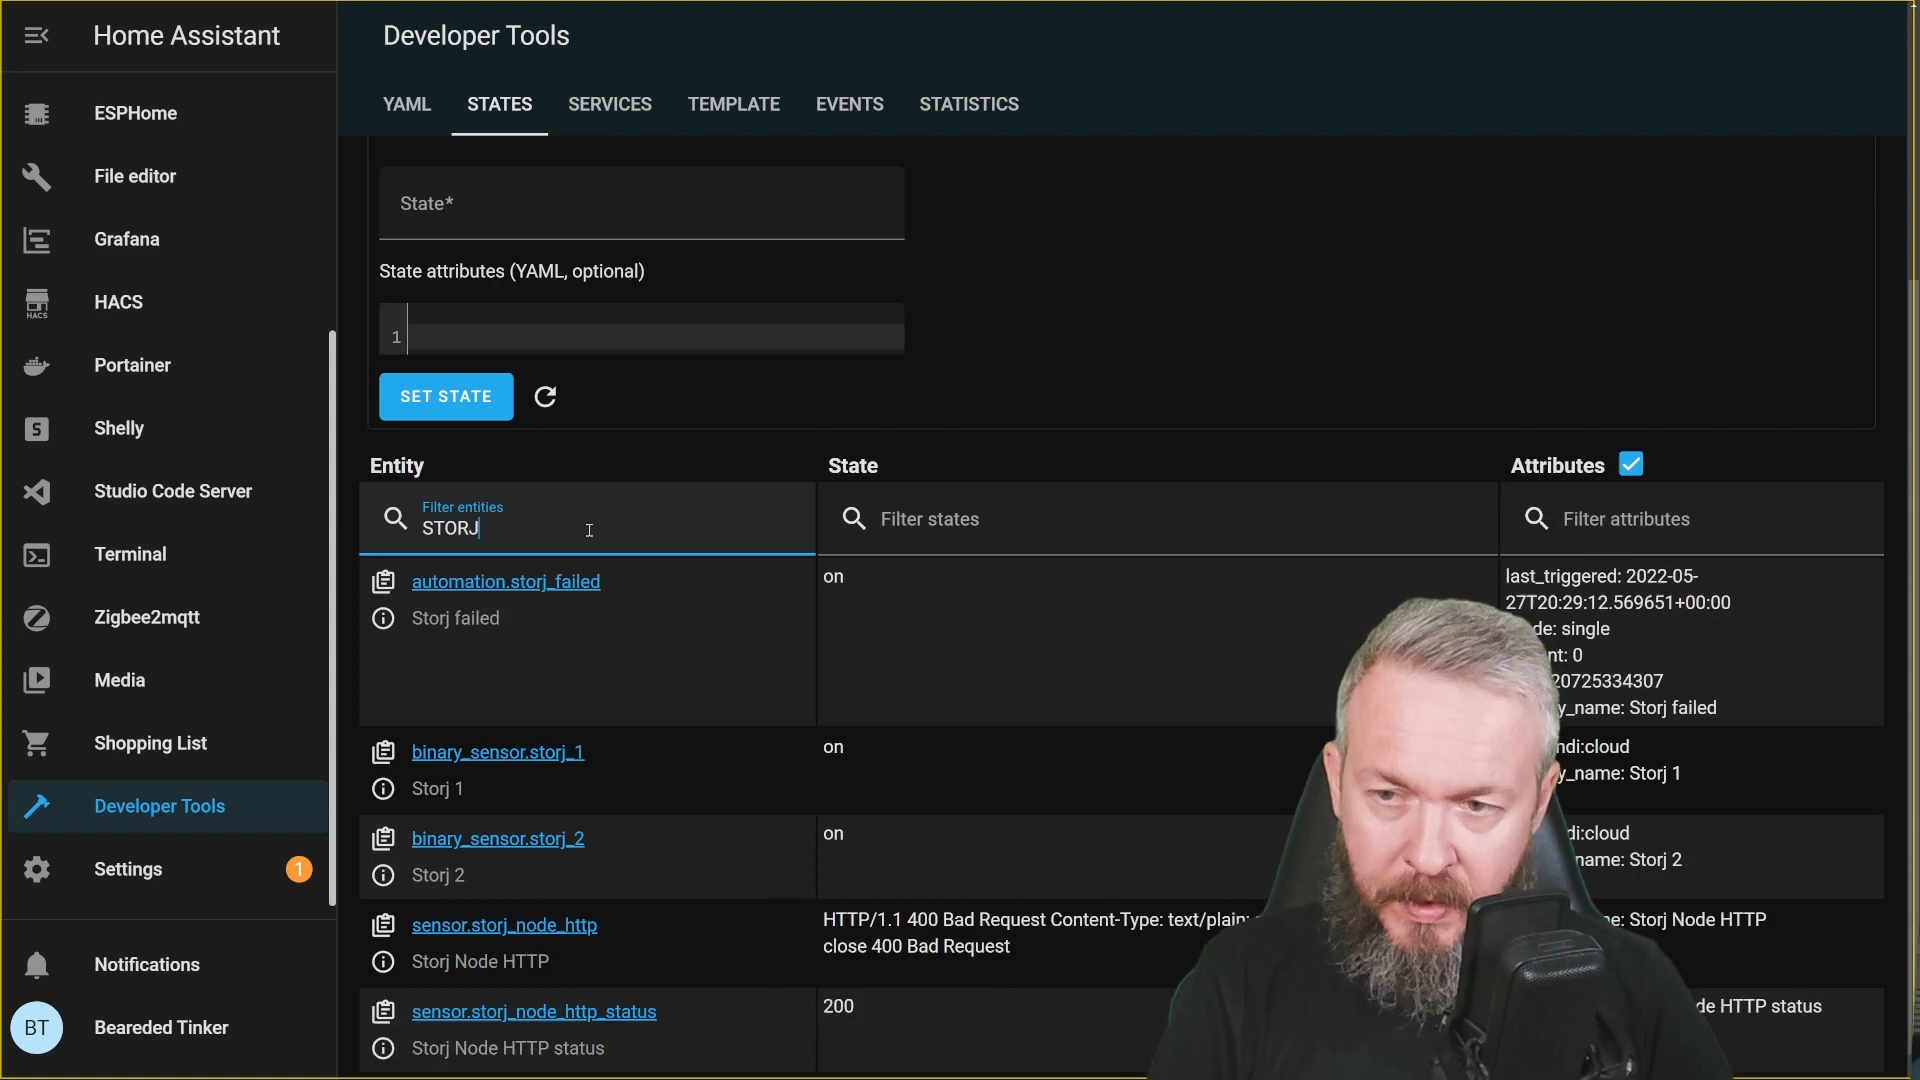 Home Assistant
ESPHome
File editor
Grafana
HACS
HACS
Portainer
S
Shelly
Studio Code Server
Terminal
Zigbee2mqtt
Media
Shopping List
Developer Tools
Settings
1
Notifications
BT
Beareded Tinker
Developer Tools
YAML
STATES
SERVICES
TEMPLATE
EVENTS
STATISTICS
State*
State attributes (YAML, optional)
1
SET STATE
Entity
State
Attributes
Filter entities
STORJ
Filter states
Filter attributes
automation.storj_failed
Storj failed
on
last_triggered: 2022-05-
27T20:29:12.569651+00:00
de: single
nt: 0
20725334307
y_name: Storj failed
binary_sensor.storj_1
Storj 1
on
mdi:cloud
y_name: Storj 1
binary_sensor.storj_2
Storj 2
on
di:cloud
name: Storj 2
sensor.storj_node_http
Storj Node HTTP
HTTP/1.1 400 Bad Request Content-Type: text/plain;
close 400 Bad Request
e: Storj Node HTTP
sensor.storj_node_http_status
Storj Node HTTP status
200
de HTTP status